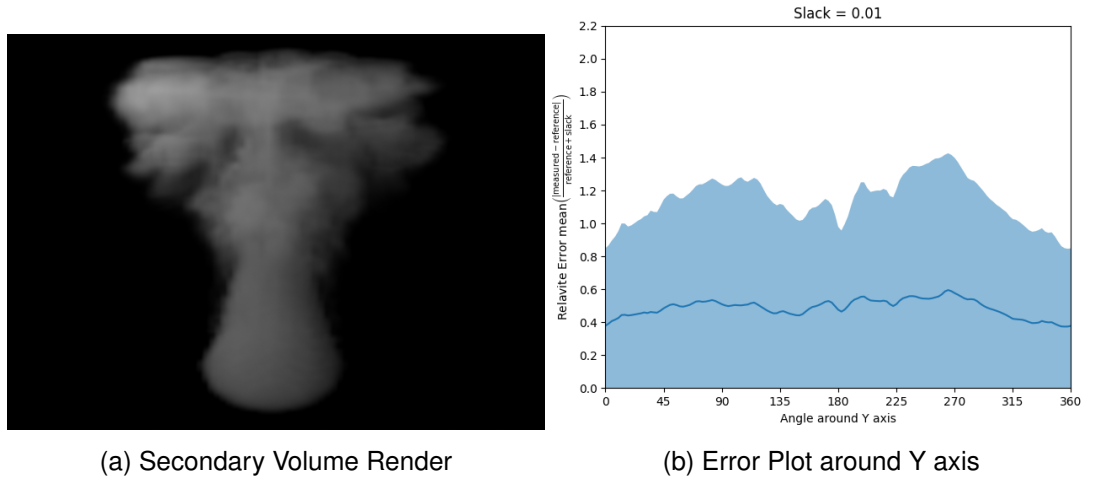 Slack = 0.01
2.2
2.0
1.8
1.6
1.4
1.2
1.0
0.8
0.6
0.4
0.2
0.0
Relavite Error mean(|measured − reference| / reference + slack)
0 45 90 135 180 225 270 315 360
Angle around Y axis
(a) Secondary Volume Render
(b) Error Plot around Y axis